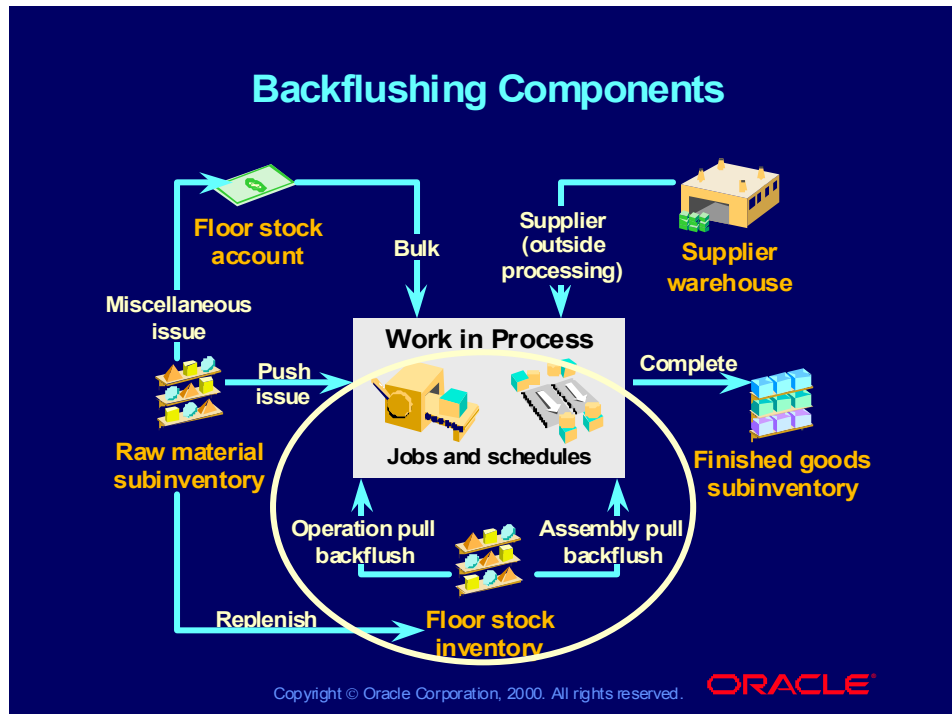 Backflushing Components
Floor stock
account
Bulk
Supplier
(outside
processing)
Supplier
warehouse
Miscellaneous
issue
Work in Process
Push
issue
Complete
Raw material
subinventory
Jobs and schedules
Finished goods
subinventory
Operation pull
backflush
Assembly pull
backflush
Replenish
Floor stock
inventory
Copyright © Oracle Corporation, 2000. All rights reserved.
ORACLE®